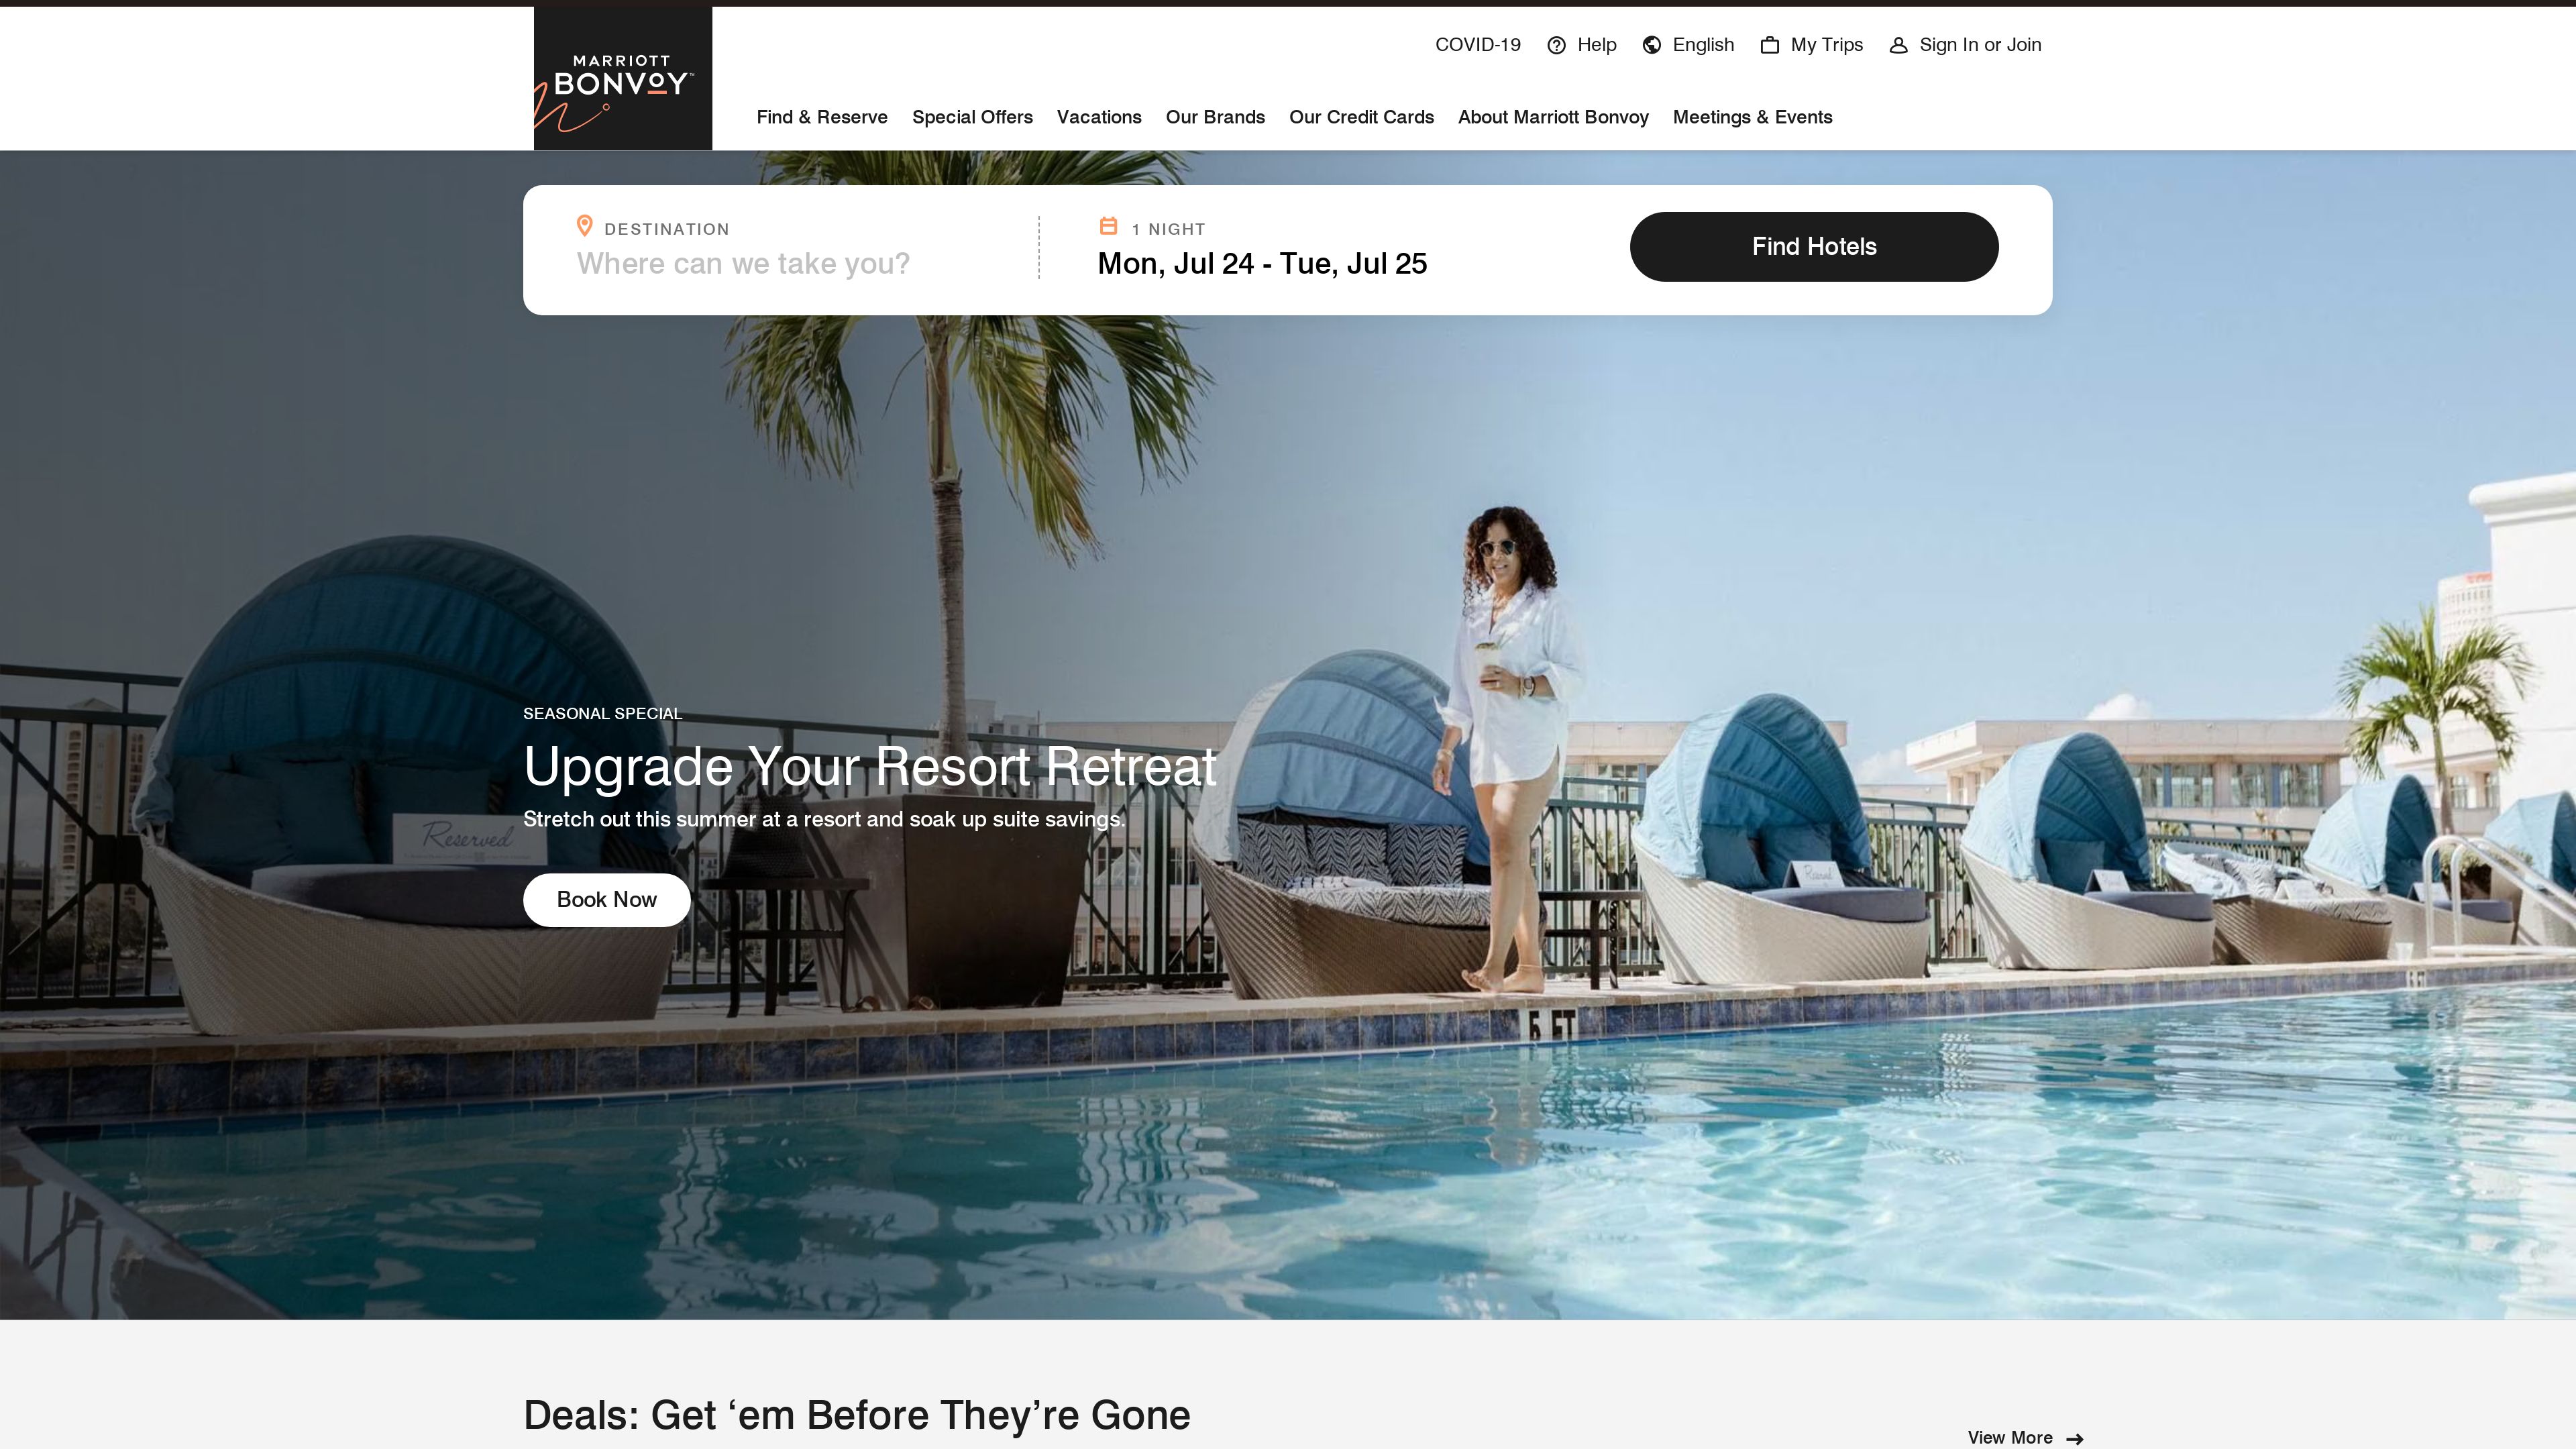 MARRIOTT
BONVOY™
COVID-19 Help English My Trips Sign In or Join
Find & Reserve Special Offers Vacations Our Brands Our Credit Cards About Marriott Bonvoy Meetings & Events
DESTINATION
Where can we take you?
1 NIGHT
Mon, Jul 24 - Tue, Jul 25
Find Hotels
SEASONAL SPECIAL
Upgrade Your Resort Retreat
Stretch out this summer at a resort and soak up suite savings.
Reserved
Book Now
Reserved
5 FT
Deals: Get ‘em Before They’re Gone
View More